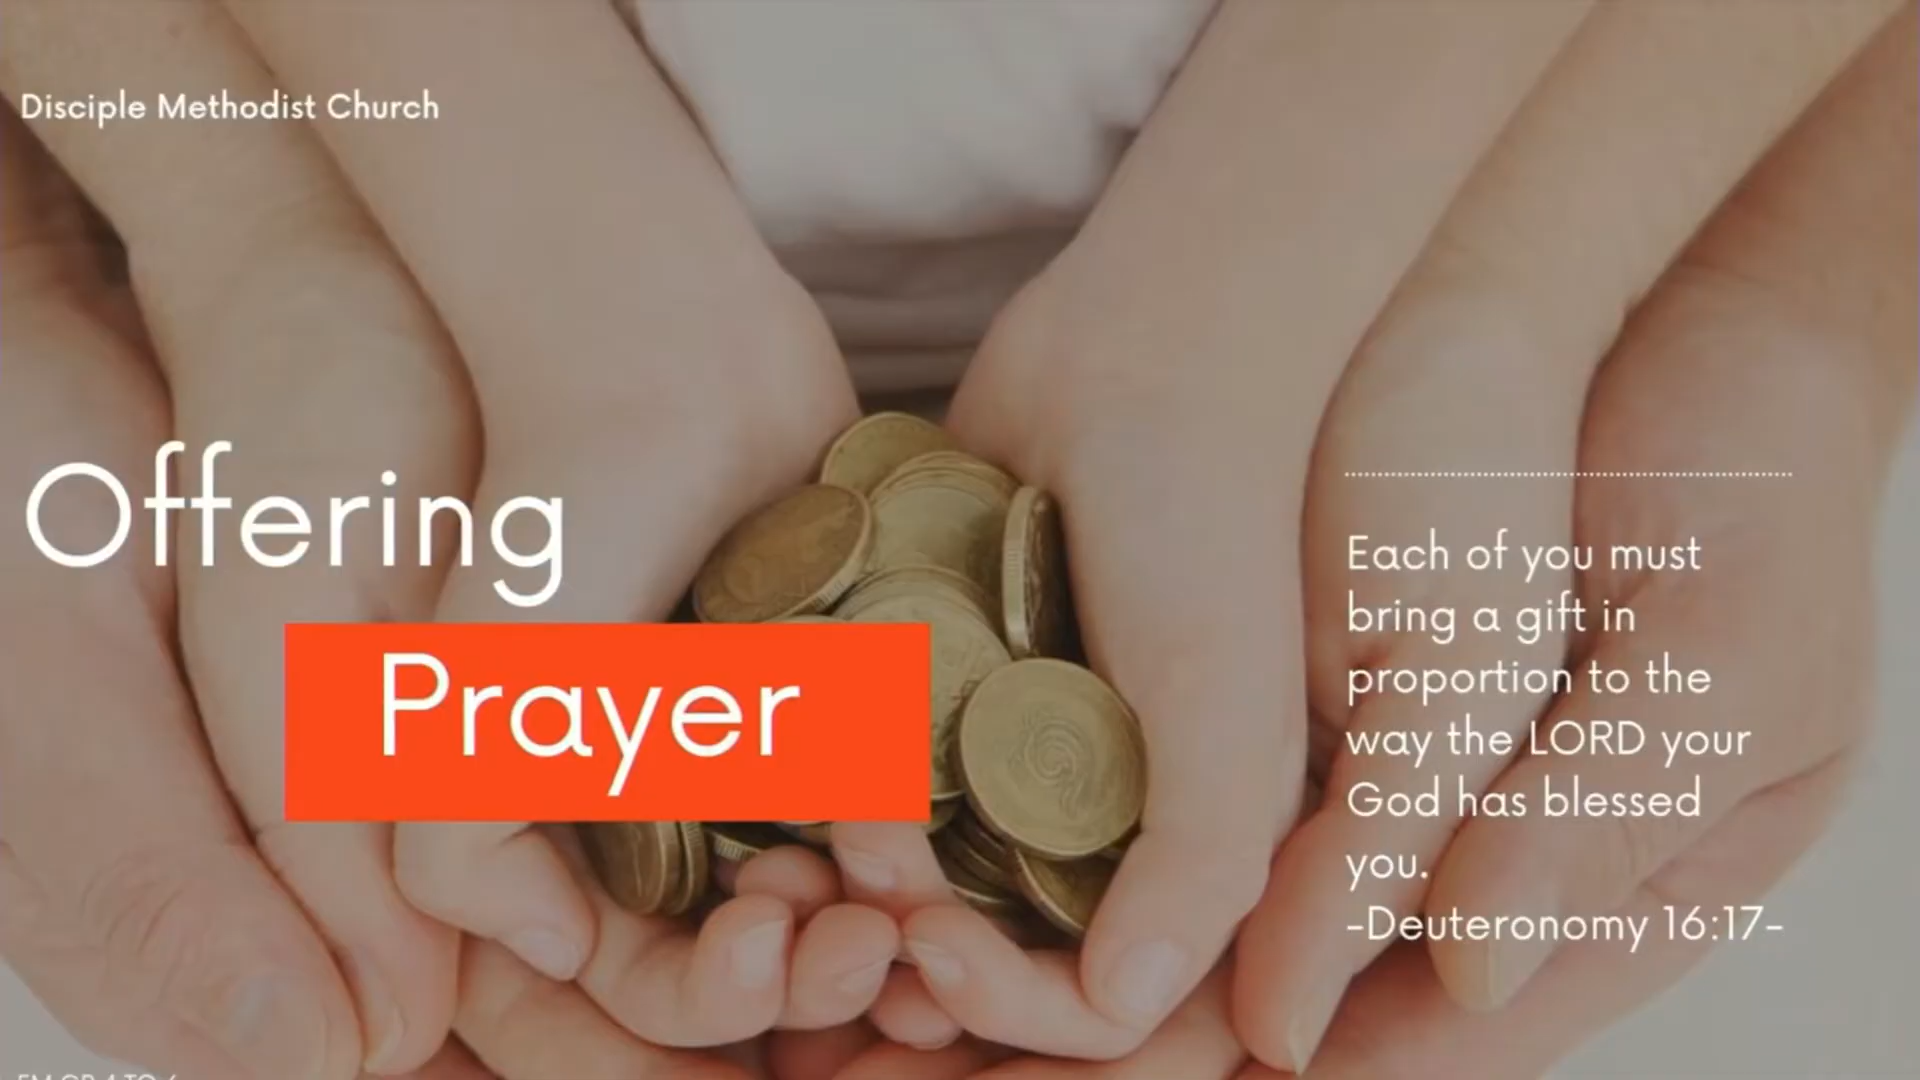 Disciple Methodist Church
Offering
Prayer
Each of you must
bring a gift in
proportion to the
way the LORD your
God has blessed
you.
-Deuteronomy 16:17-